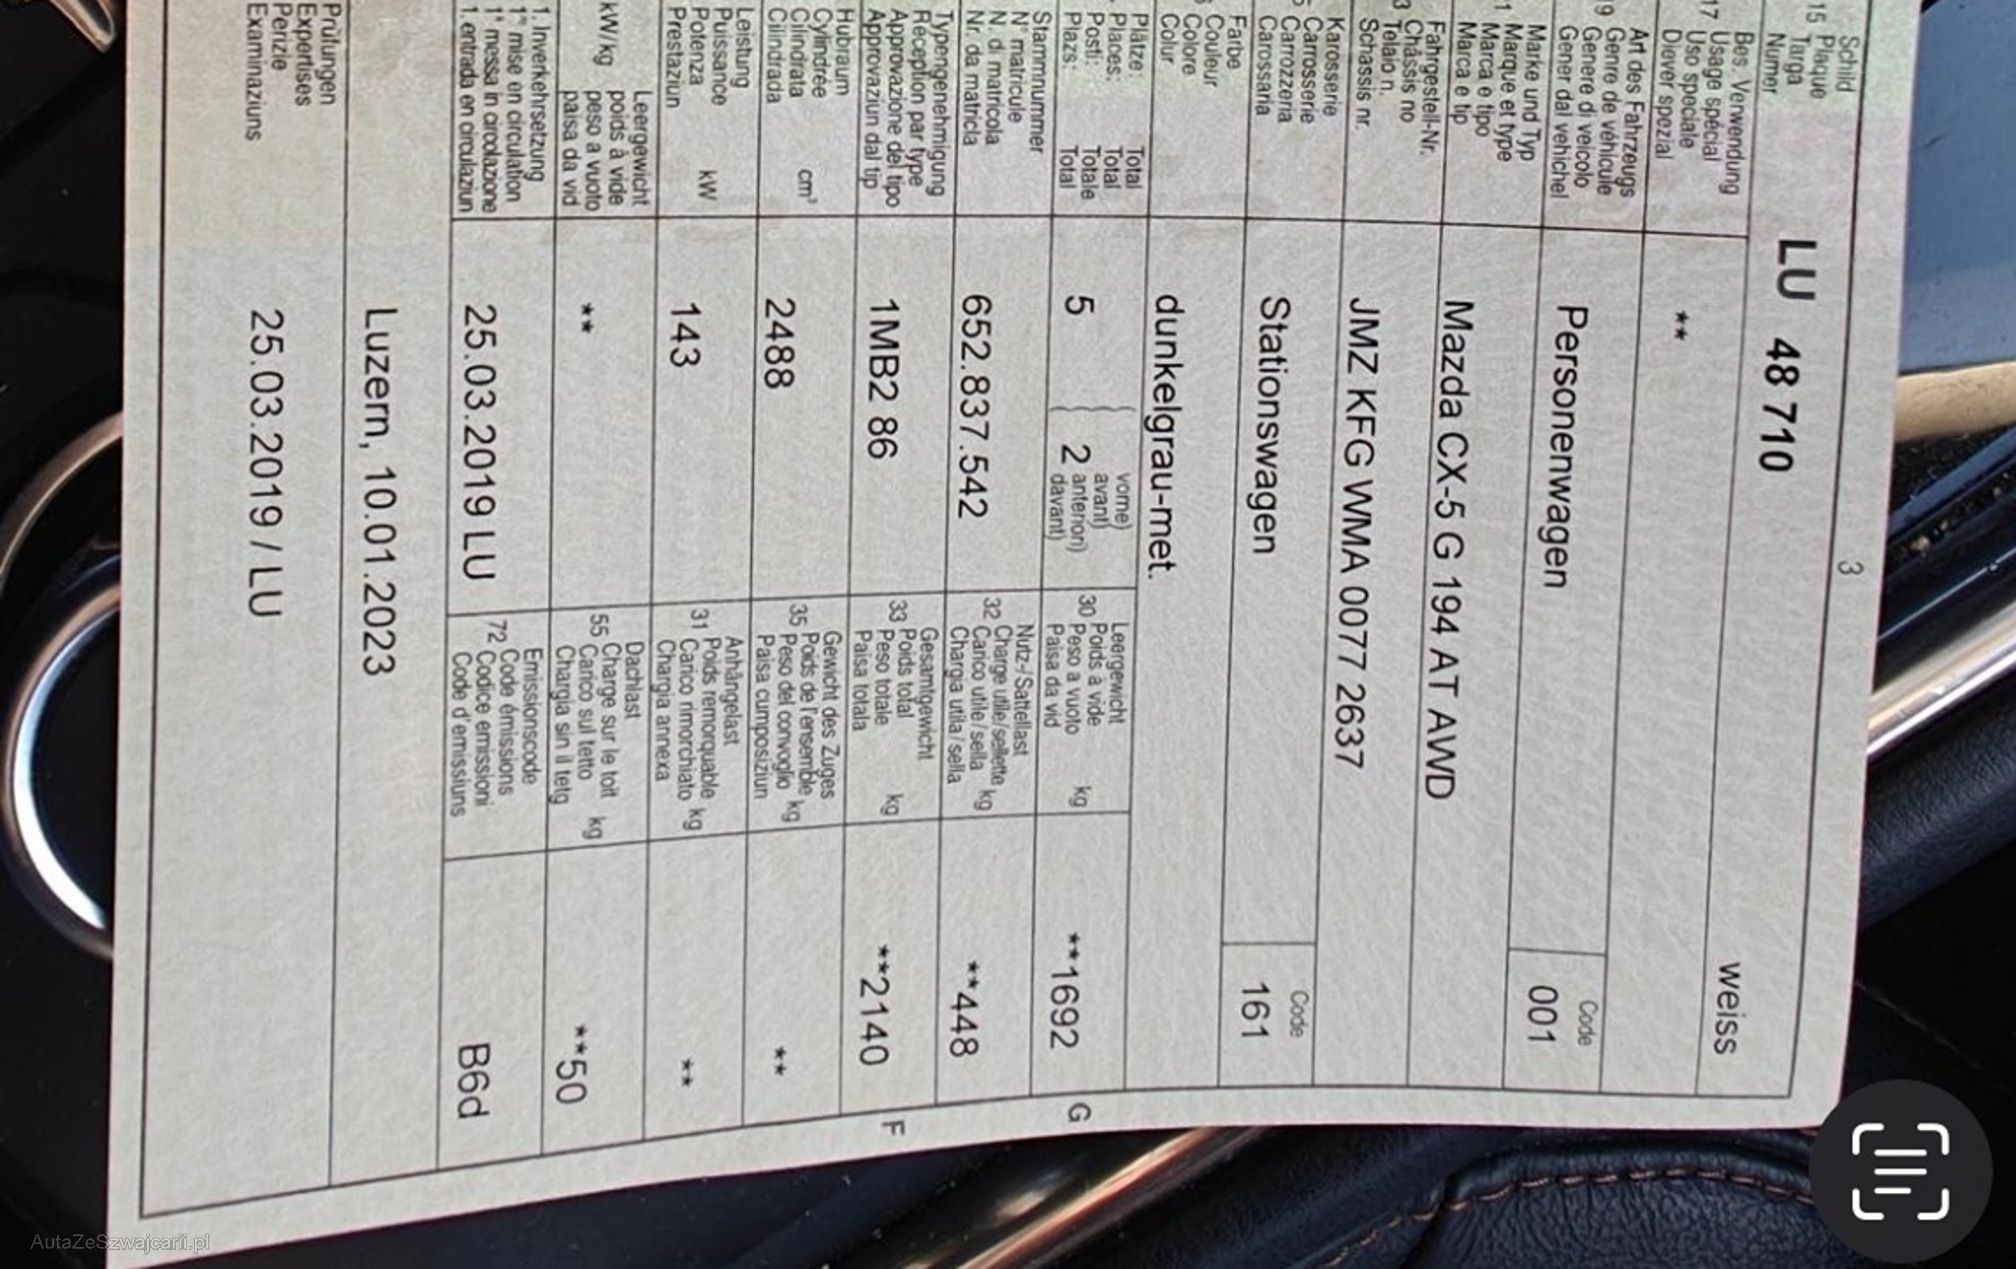 3
Schild
15 Plaque
Targa
Numer
LU 48 710
weiss
Bes. Verwendung
17 Usage spécial
Uso speciale
Diever spezial
**
Art des Fahrzeugs
19 Genre de véhicule
Genere di veicolo
Gener dal vehichel
Personenwagen
Code
001
Marke und Typ
Marque et type
Marca e tipo
Marca e tip
Mazda CX-5 G 194 AT AWD
Fahrgestell-Nr.
Châssis no
Telaio n.
Schassis nr.
JMZ KFG WMA 0077 2637
Karosserie
Carosserie
Carrozzeria
Carossaria
Stationswagen
Code
161
Farbe
Couleur
Colore
Colur
dunkelgrau-met.
Plätze: Total
Places: Total
Posti: Totale
Plazs: Total
5
2
vorne)
avant)
anteriori)
davant)
Leergewicht
30 Poids à vide
Peso a vuoto kg
Paisa da vid
**1692
G
Stammnummer
N° matricule
N. di matricola
Nr. da matricla
652.837.542
Nutz-/Sattellast
32 Charge utile/sellette
Carico utile/sella kg
Chargia utila/sella
**448
Typengenehmigung
Réception par type
Approvazione del tipo
Approvaziun dal tip
1MB2 86
Gesamtgewicht
33 Poids total
Peso totale kg
Paisa totala
**2140
F
Hubraum
Cylindrée
Cilindrata cm³
Cilindrada
2488
Gewicht des Zuges
35 Poids de l'ensemble
Peso del convoglio kg
Paisa cumposiziun
**
Leistung
Puissance
Potenza kW
Prestaziun
143
Anhängelast
31 Poids remorquable
Carico rimorchiato kg
Chargia annexa
**
kW/kg
Leergewicht
poids à vide
peso a vuoto
paisa da vid
**
Dachlast
55 Charge sur le toit
Carico sul tetto kg
Chargia sin il tetg
**50
1. Inverkehrsetzung
1re mise en circulation
1a messa in circolazione
1. entrada en circulaziun
25.03.2019 LU
Emissionscode
72 Code émissions
Codice emissioni
Code d'emissiuns
B6d
Luzern, 10.01.2023
Prüfungen
Expertises
Perizie
Examinaziuns
25.03.2019 / LU
AutaZeSzwajcarii.pl